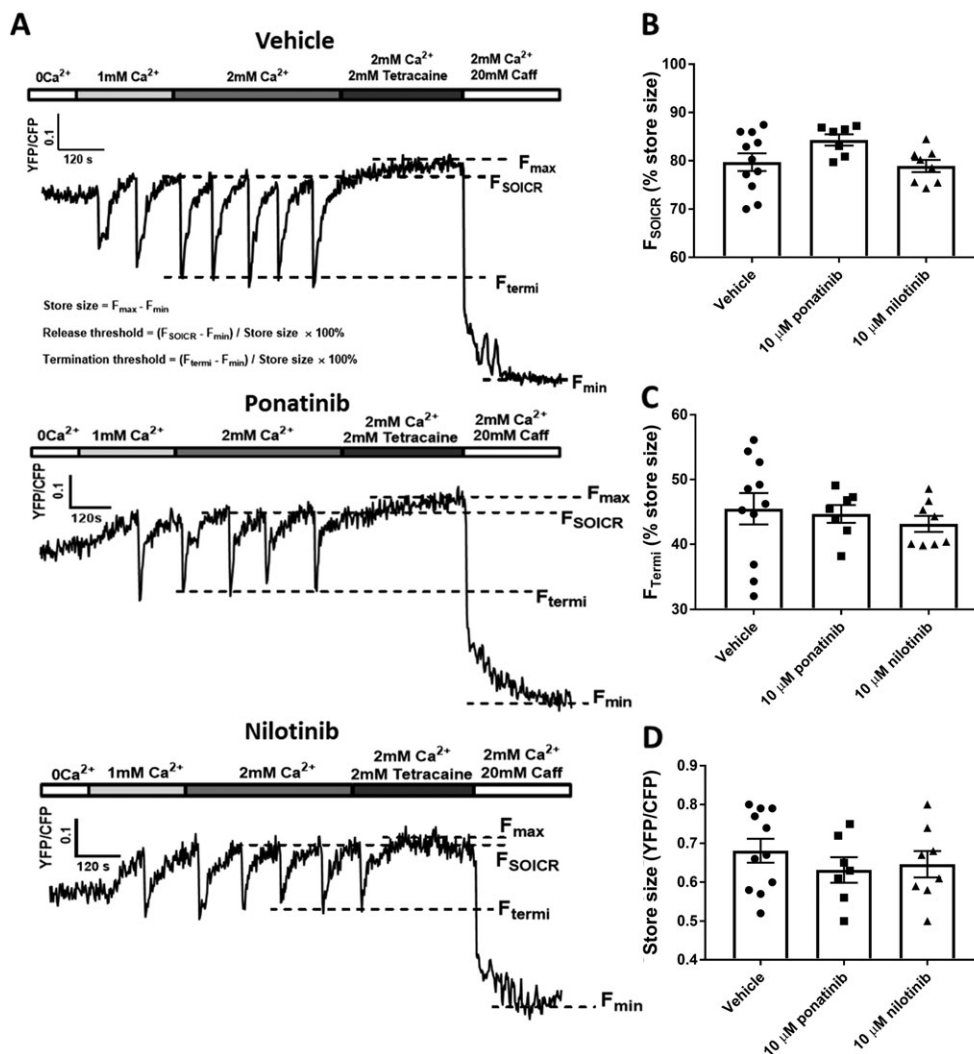 A
Vehicle
0Ca²⁺
1mM Ca²⁺
2mM Ca²⁺
2mM Ca²⁺
2mM Tetracaine
2mM Ca²⁺
20mM Caff
YFP/CFP
0.1
120 s
Fmax
FSOICR
Ftermi
Fmin
Store size = Fmax - Fmin
Release threshold = (FSOICR - Fmin) / Store size × 100%
Termination threshold = (Ftermi - Fmin) / Store size × 100%
Ponatinib
0Ca²⁺
1mM Ca²⁺
2mM Ca²⁺
2mM Ca²⁺
2mM Tetracaine
2mM Ca²⁺
20mM Caff
YFP/CFP
0.1
120s
Fmax
FSOICR
Ftermi
Fmin
Nilotinib
0Ca²⁺
1mM Ca²⁺
2mM Ca²⁺
2mM Ca²⁺
2mM Tetracaine
2mM Ca²⁺
20mM Caff
YFP/CFP
0.1
120 s
Fmax
FSOICR
Ftermi
Fmin
B
FSOICR (% store size)
100
90
80
70
60
Vehicle
10 µM ponatinib
10 µM nilotinib
C
FTermi (% store size)
60
50
40
30
Vehicle
10 µM ponatinib
10 µM nilotinib
D
Store size (YFP/CFP)
0.9
0.8
0.7
0.6
0.5
0.4
Vehicle
10 µM ponatinib
10 µM nilotinib